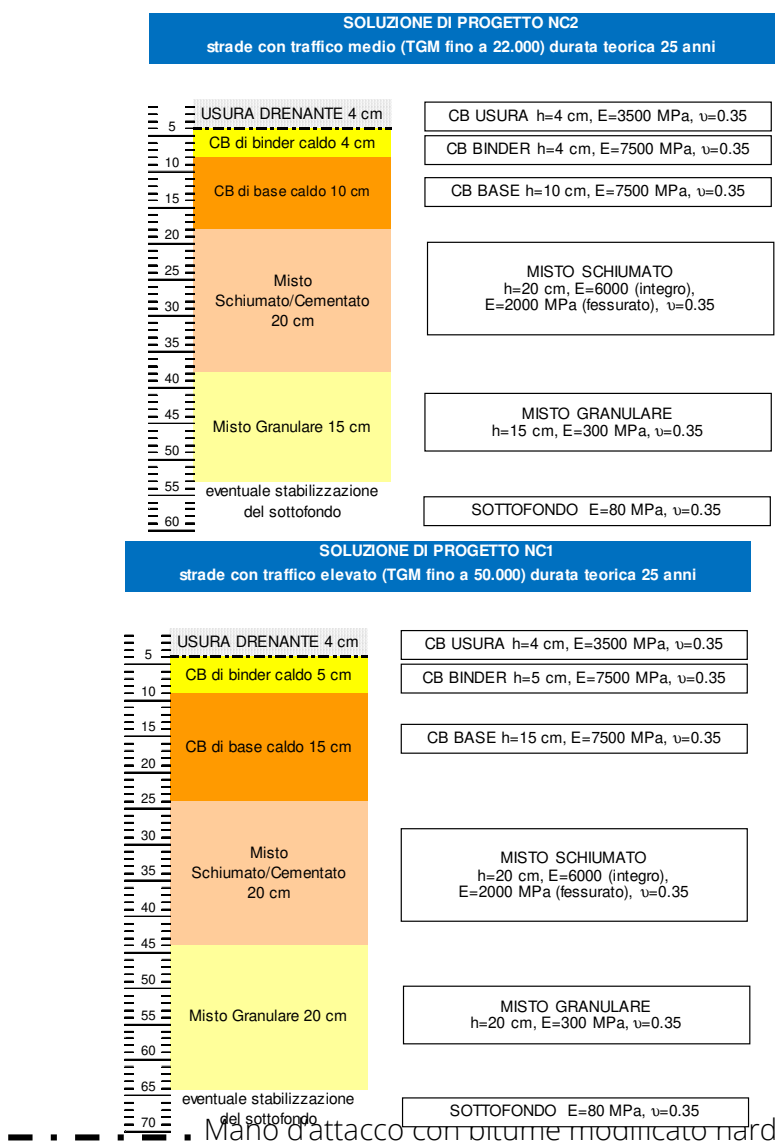 SOLUZIONE DI PROGETTO NC2
strade con traffico medio (TGM fino a 22.000) durata teorica 25 anni
5
10
15
20
25
30
35
40
45
50
55
60
USURA DRENANTE 4 cm
CB di binder caldo 4 cm
CB di base caldo 10 cm
Misto
Schiumato/Cementato
20 cm
Misto Granulare 15 cm
eventuale stabilizzazione
del sottofondo
CB USURA h=4 cm, E=3500 MPa, υ=0.35
CB BINDER h=4 cm, E=7500 MPa, υ=0.35
CB BASE h=10 cm, E=7500 MPa, υ=0.35
MISTO SCHIUMATO
h=20 cm, E=6000 (integro),
E=2000 MPa (fessurato), υ=0.35
MISTO GRANULARE
h=15 cm, E=300 MPa, υ=0.35
SOTTOFONDO E=80 MPa, υ=0.35
SOLUZIONE DI PROGETTO NC1
strade con traffico elevato (TGM fino a 50.000) durata teorica 25 anni
5
10
15
20
25
30
35
40
45
50
55
60
65
70
USURA DRENANTE 4 cm
CB di binder caldo 5 cm
CB di base caldo 15 cm
Misto
Schiumato/Cementato
20 cm
Misto Granulare 20 cm
eventuale stabilizzazione
del sottofondo
CB USURA h=4 cm, E=3500 MPa, υ=0.35
CB BINDER h=5 cm, E=7500 MPa, υ=0.35
CB BASE h=15 cm, E=7500 MPa, υ=0.35
MISTO SCHIUMATO
h=20 cm, E=6000 (integro),
E=2000 MPa (fessurato), υ=0.35
MISTO GRANULARE
h=20 cm, E=300 MPa, υ=0.35
SOTTOFONDO E=80 MPa, υ=0.35
Mano d'attacco con bitume modificato hard